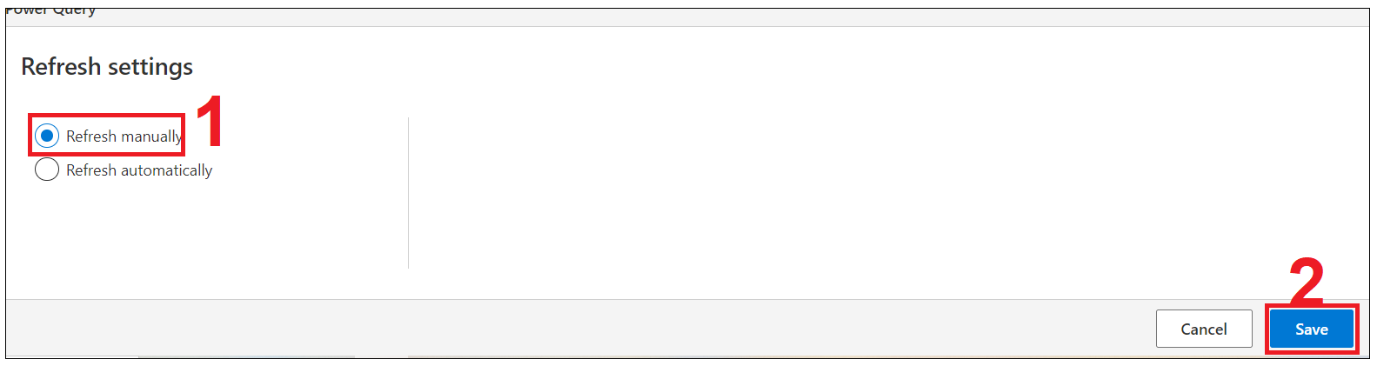 Power Query
Refresh settings
1
Refresh manually
Refresh automatically
2
Cancel
Save